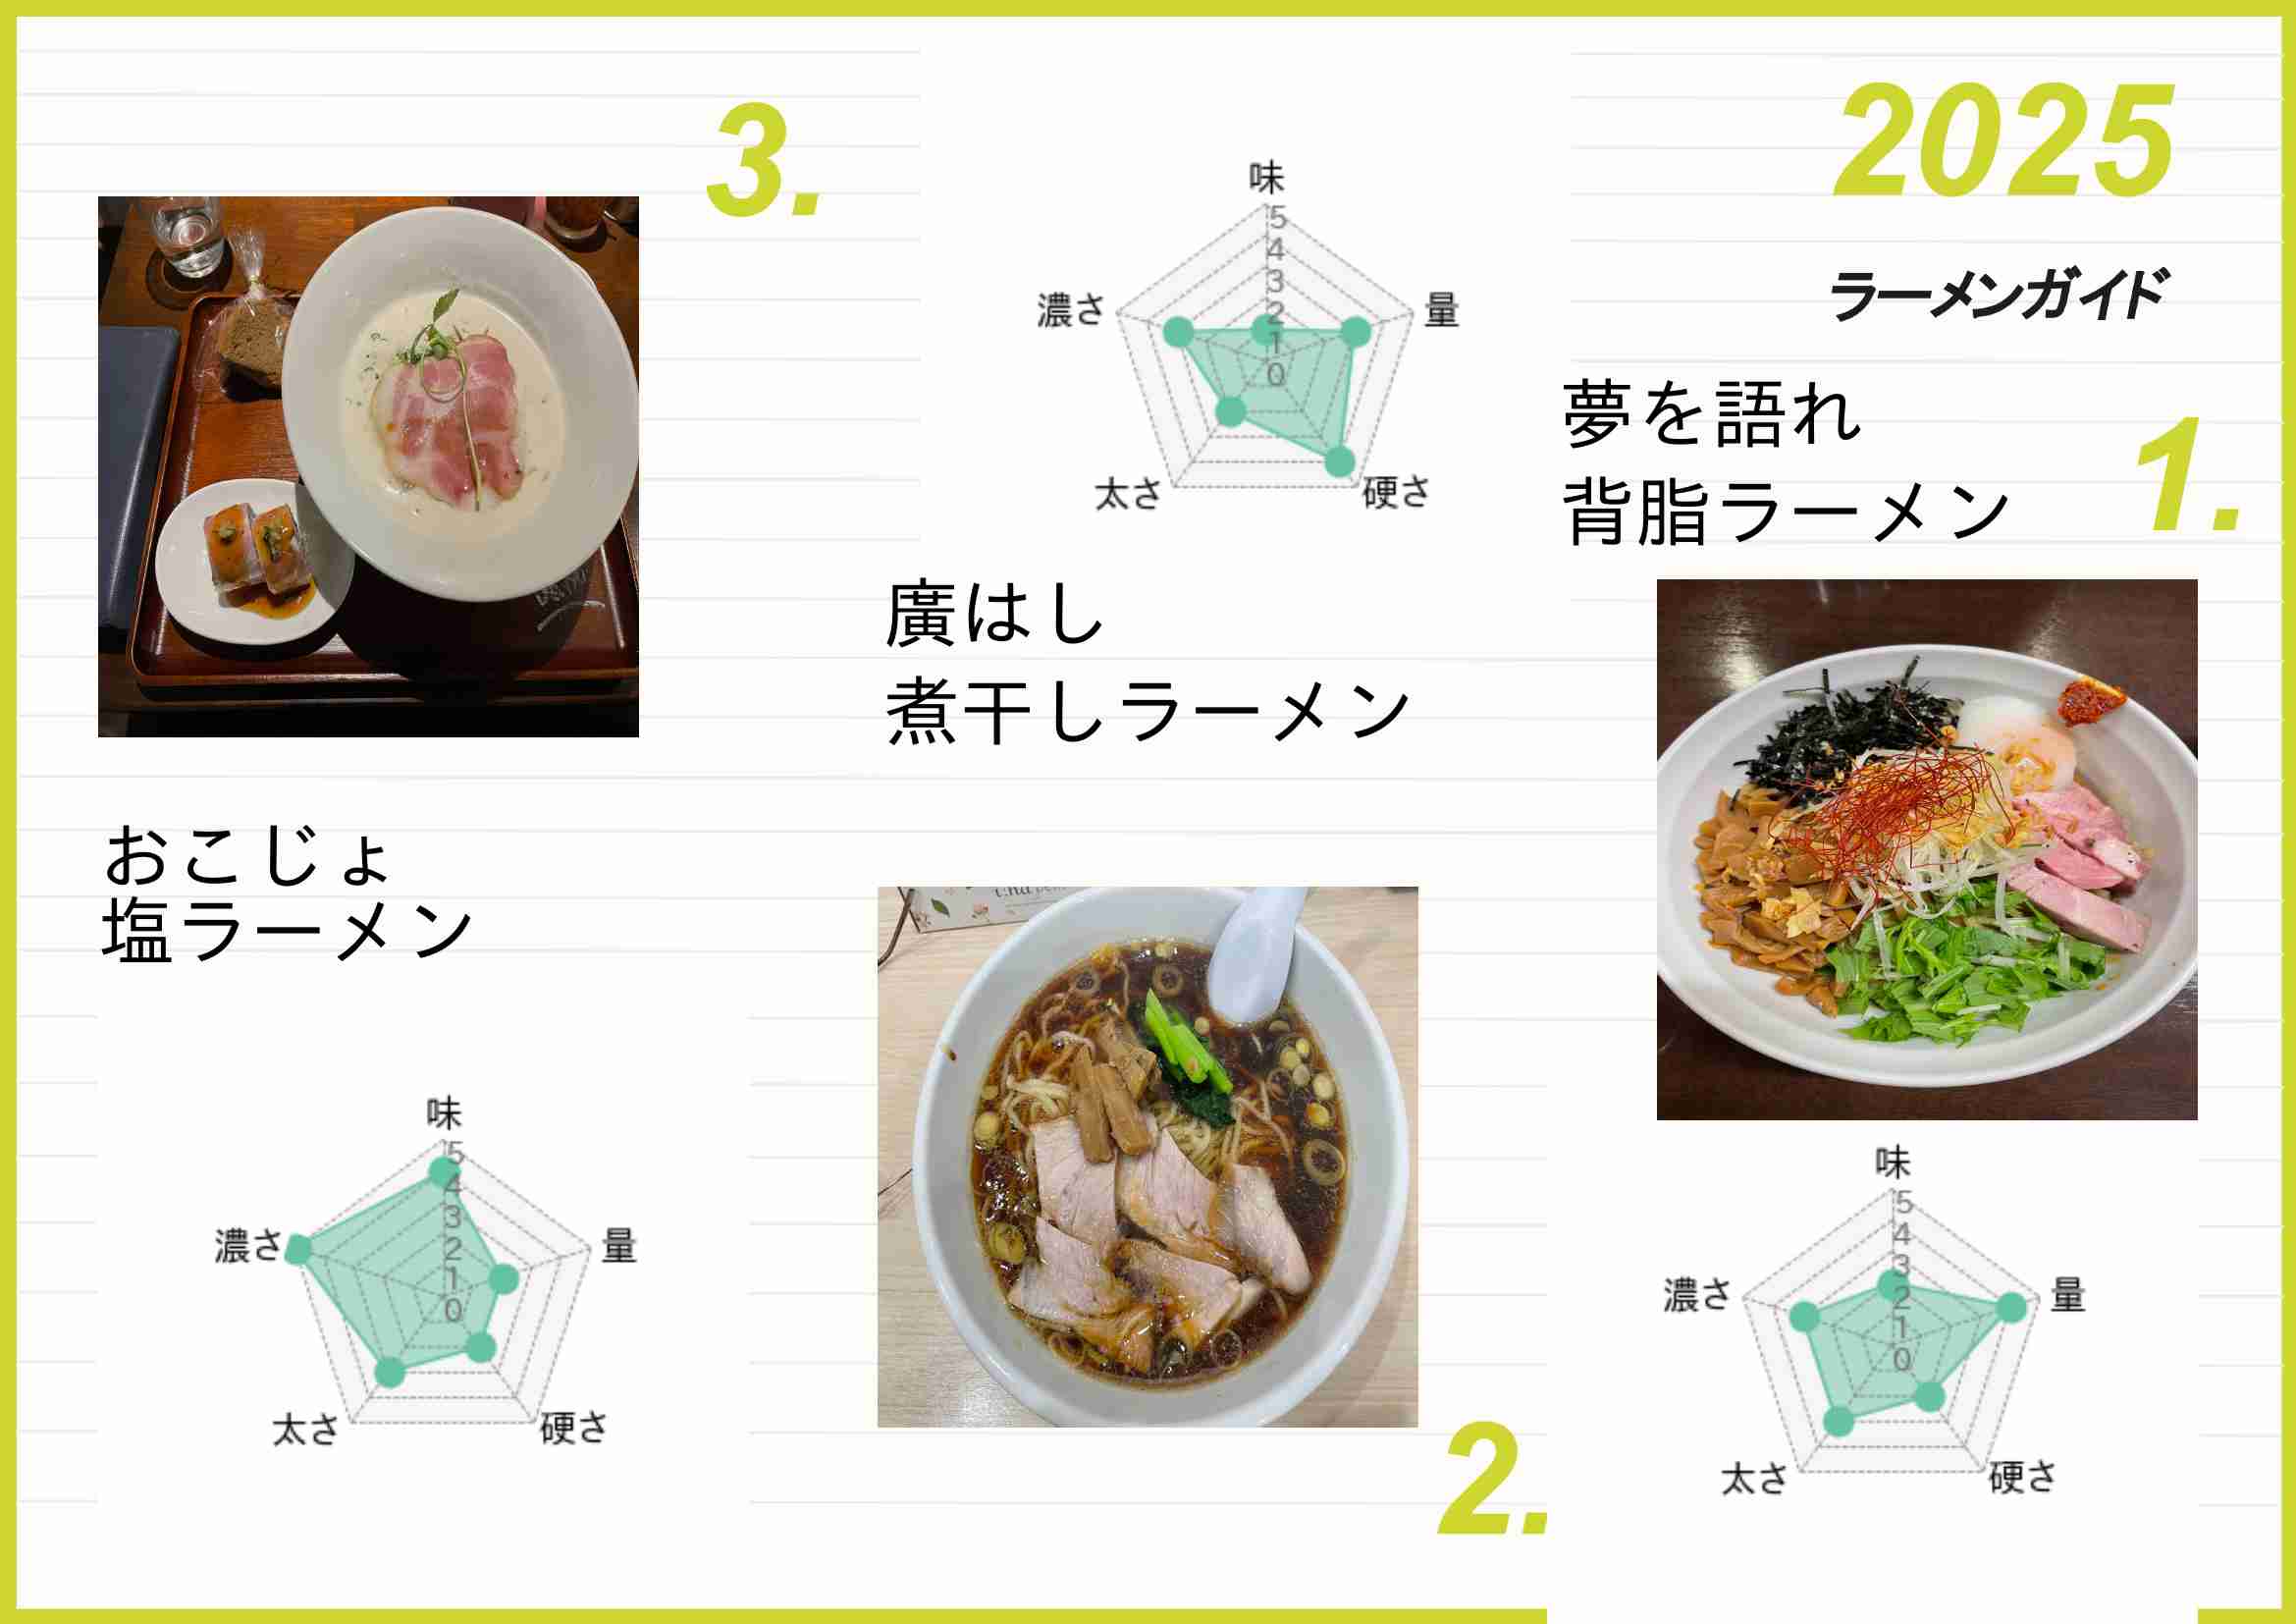 2025
ラーメンガイド
1.
夢を語れ
背脂ラーメン
味
5
4
3
2
1
0
量
硬さ
太さ
濃さ
2.
味
5
4
3
2
1
0
量
硬さ
太さ
濃さ
廣はし
煮干しラーメン
3.
おこじょ
塩ラーメン
味
5
4
3
2
1
0
量
硬さ
太さ
濃さ